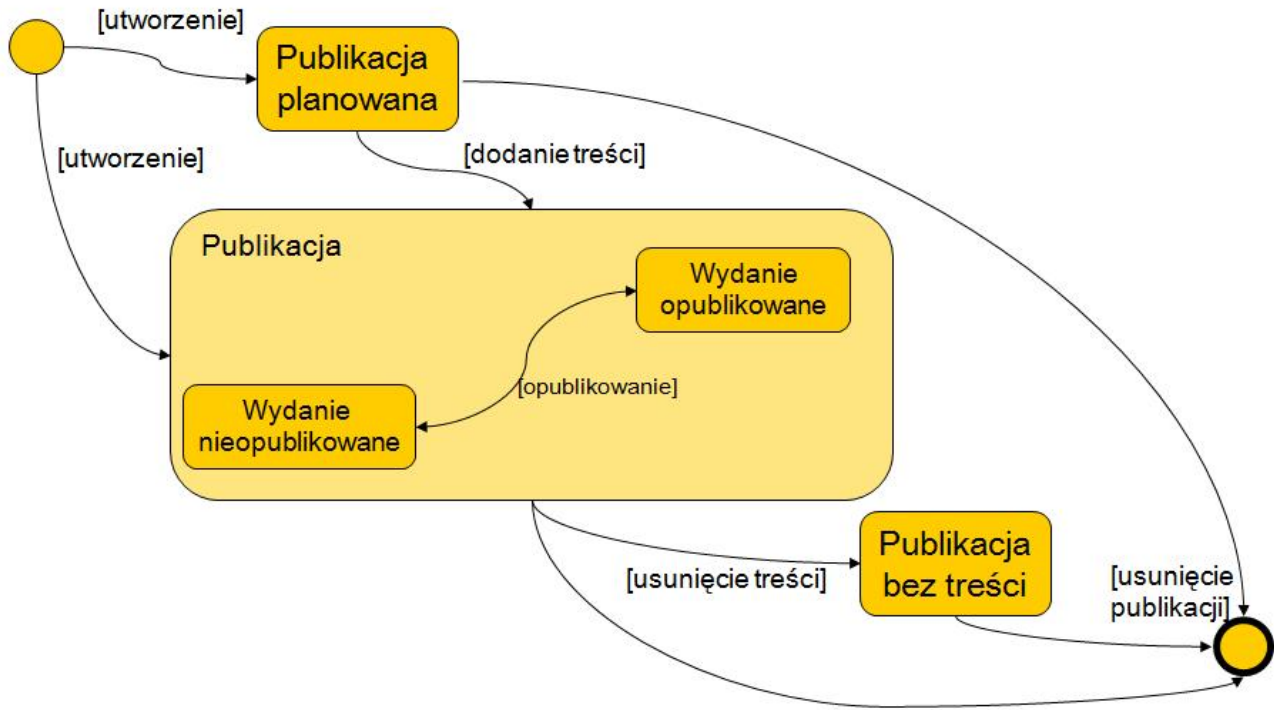 [utworzenie]
Publikacja
planowana
[utworzenie]
[dodanie treści]
Publikacja
Wydanie
opublikowane
[opublikowanie]
Wydanie
nieopublikowane
Publikacja
bez treści
[usunięcie treści]
[usunięcie
publikacji]